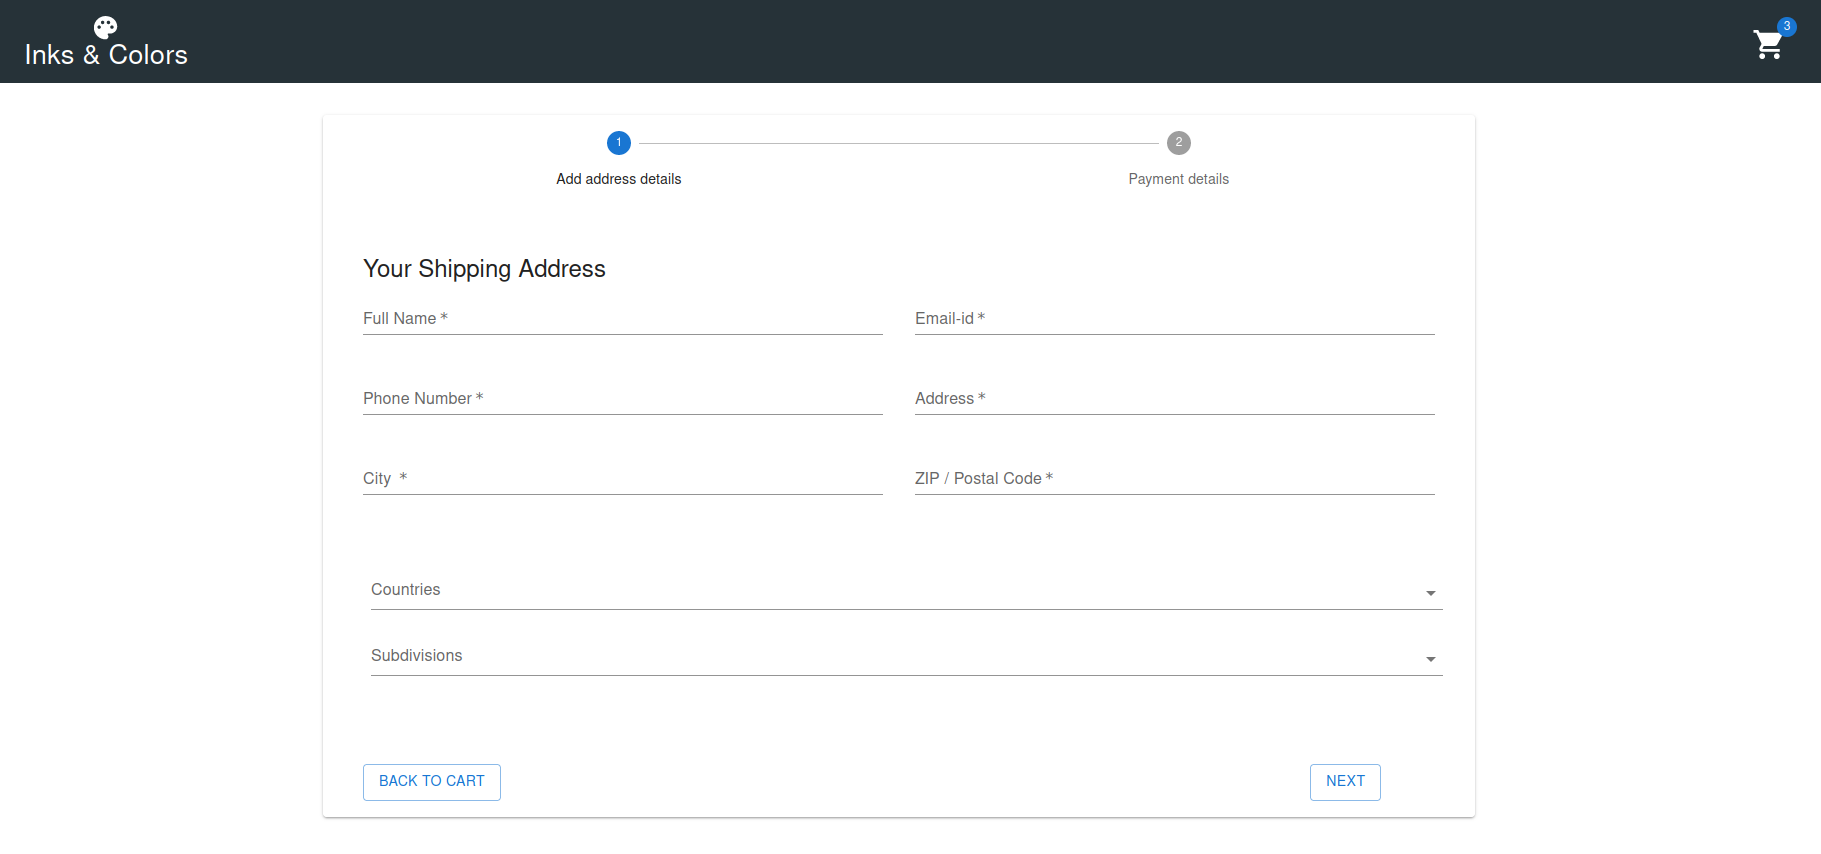 Inks & Colors
3
1
2
Add address details
Payment details
Your Shipping Address
Full Name *
Email-id *
Phone Number *
Address *
City *
ZIP / Postal Code *
Countries
Subdivisions
BACK TO CART
NEXT